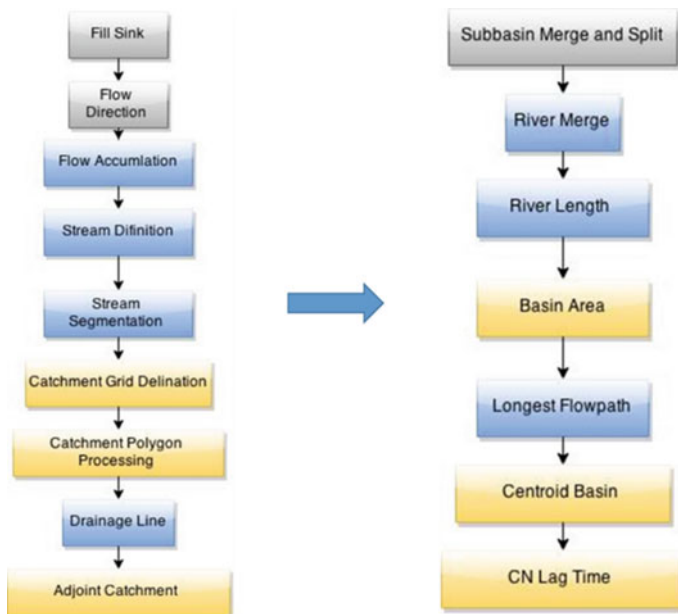 Fill Sink
Flow
Direction
Flow Accumlation
Stream Difinition
Stream
Segmentation
Catchment Grid Delination
Catchment Polygon
Processing
Drainage Line
Adjoint Catchment
Subbasin Merge and Split
River Merge
River Length
Basin Area
Longest Flowpath
Centroid Basin
CN Lag Time